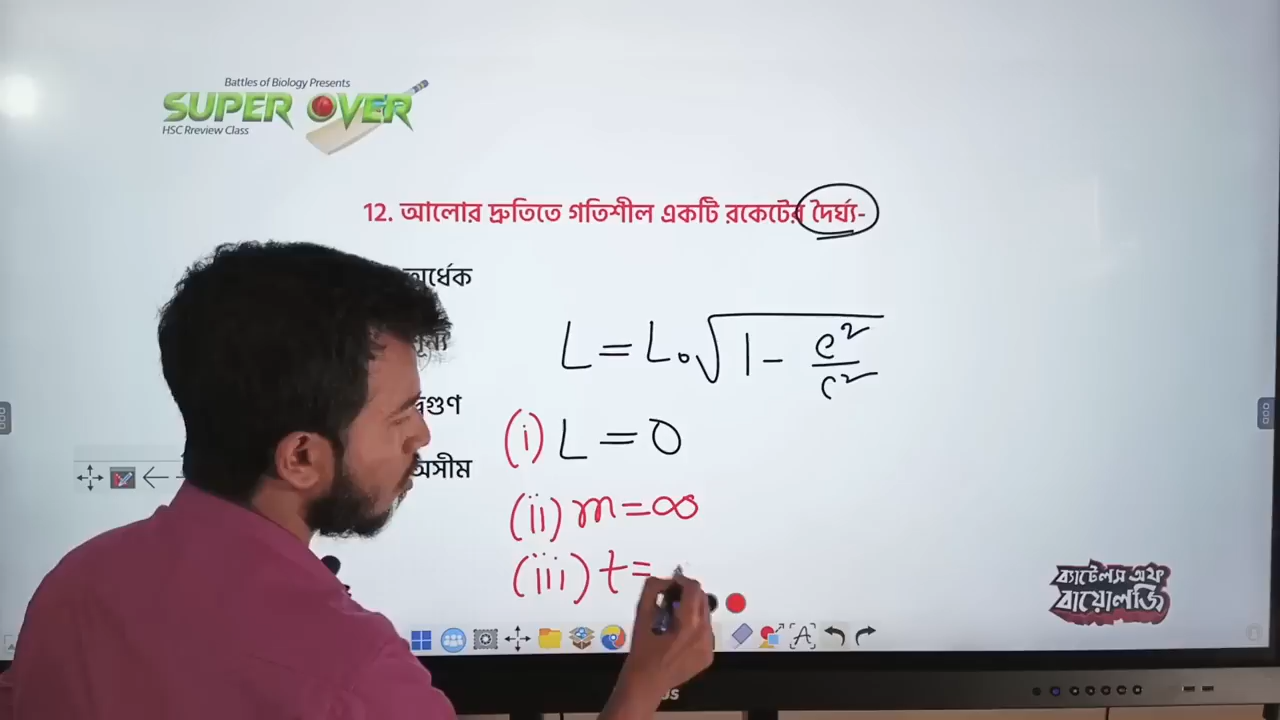 Battles of Biology Presents
SUPER OVER
HSC Rreview Class
12. আলোর দ্রুতিতে গতিশীল একটি রকেটের দৈর্ঘ্য-
অর্ধেক
L = L₀√1 - c²/c²
(i) L = 0
(ii) m = ∞
অসীম
(iii) t =
ব্যাটেলস অফ
বায়োলজি